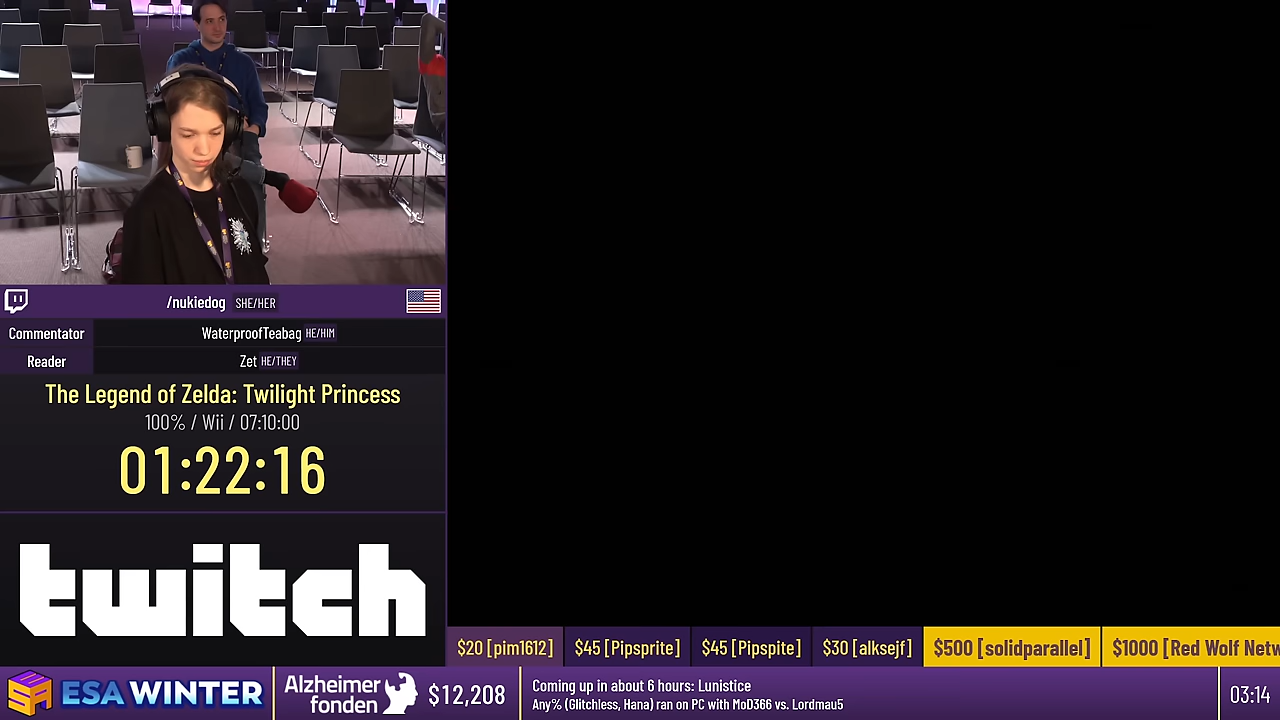 /nukiedog SHE/HER
Commentator WaterproofTeabag HE/HIM
Reader Zet HE/THEY
The Legend of Zelda: Twilight Princess
100% / Wii / 07:10:00
01:22:16
twitch
$20 [pim1612] $45 [Pipsprite] $45 [Pipspite] $30 [alksejf] $500 [solidparallel] $1000 [Red Wolf Netw
ESA WINTER
Alzheimer
fonden
$12,208
Coming up in about 6 hours: Lunistice
Any% (Glitchless, Hana) ran on PC with MoD366 vs. Lordmau5
03:14